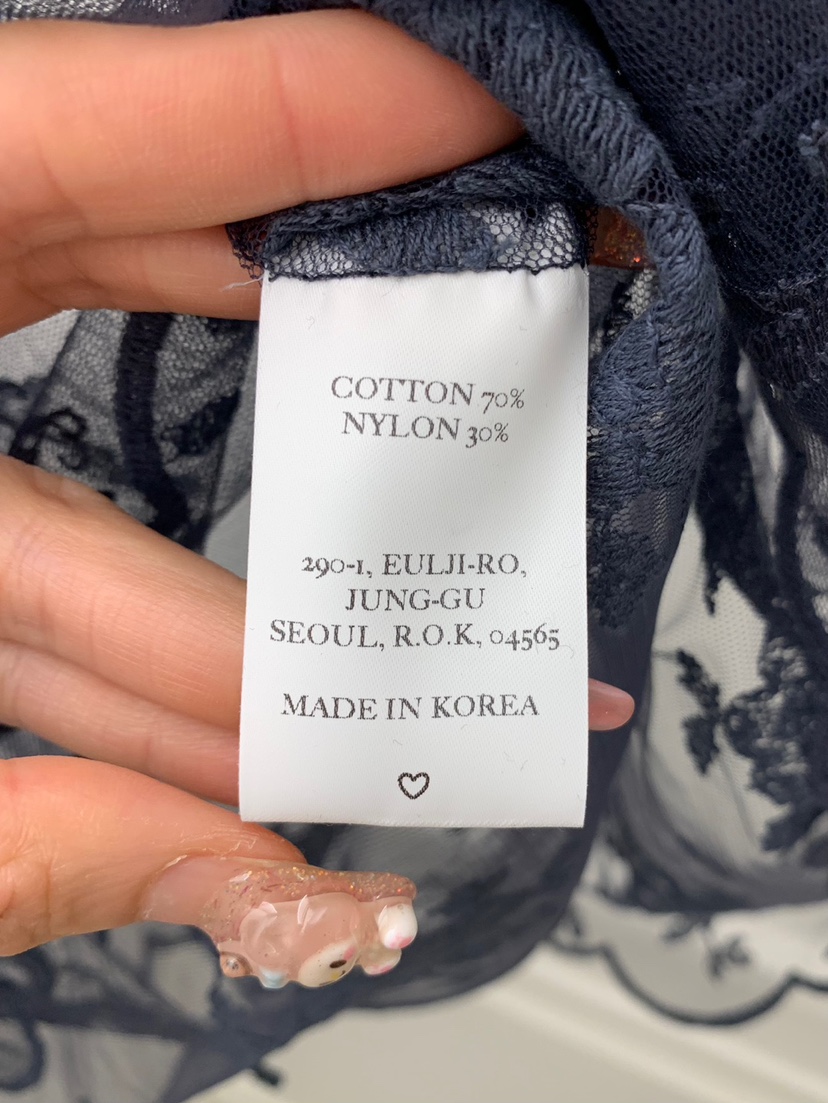 COTTON 70%
NYLON 30%
290-1, EULJI-RO,
JUNG-GU
SEOUL, R.O.K, 04565
MADE IN KOREA